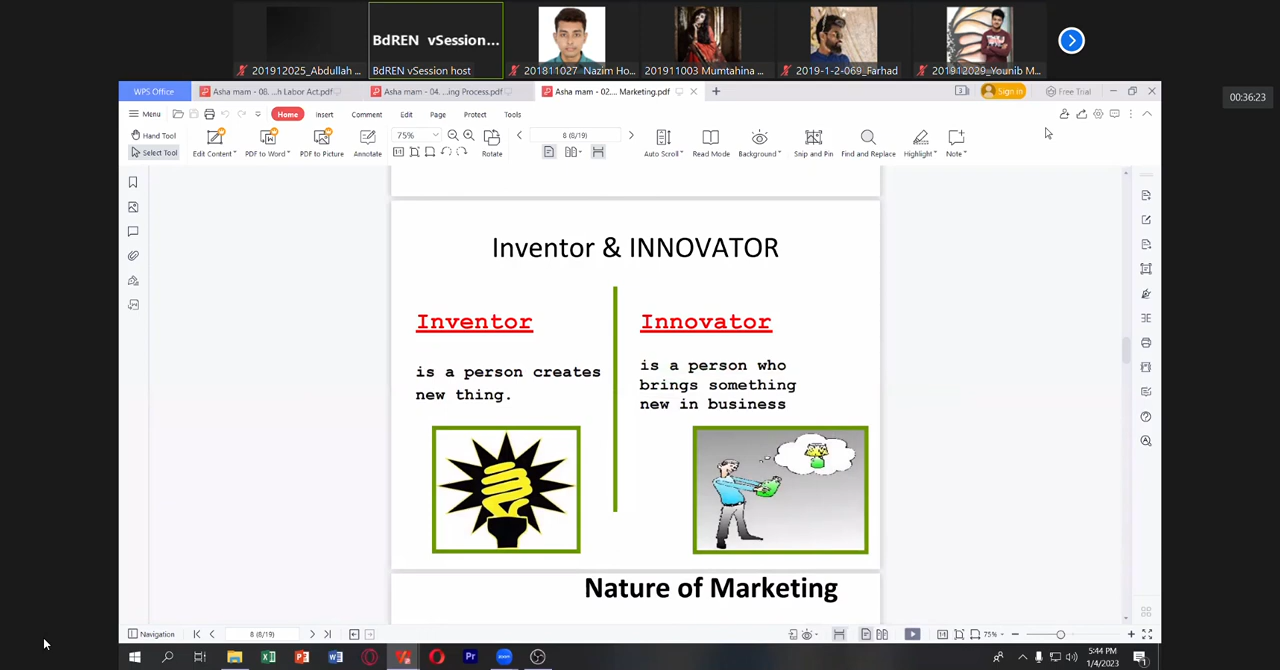 BdREN vSession...
201912025_Abdullah ...
BdREN vSession host
201811027_Nazim Ho...
201911003 Mumtahina ...
2019-1-2-069_Farhad
201912029_Younib M...
00:36:23
WPS Office
Asha mam - 08. ...h Labor Act.pdf
Asha mam - 04. ...ing Process.pdf
Asha mam - 02.... Marketing.pdf
Sign in
Free Trial
Menu
Home
Insert
Comment
Edit
Page
Protect
Tools
Hand Tool
Select Tool
Edit Content
PDF to Word
PDF to Picture
Annotate
75%
Rotate
8 (8/19)
Auto Scroll
Read Mode
Background
Snip and Pin
Find and Replace
Highlight
Note
Inventor & INNOVATOR
Inventor
is a person creates
new thing.
Innovator
is a person who
brings something
new in business
Nature of Marketing
Navigation
8 (8/19)
75%
5:44 PM
1/4/2023